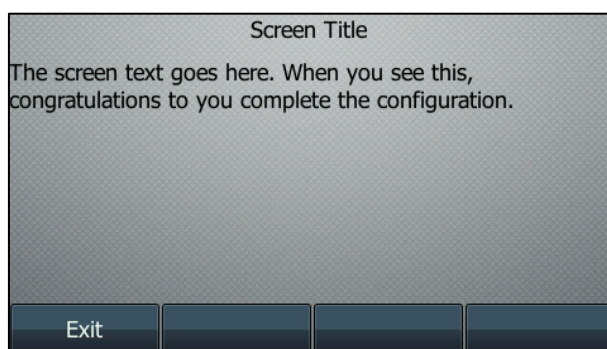 Screen Title
The screen text goes here. When you see this,
congratulations to you complete the configuration.
Exit